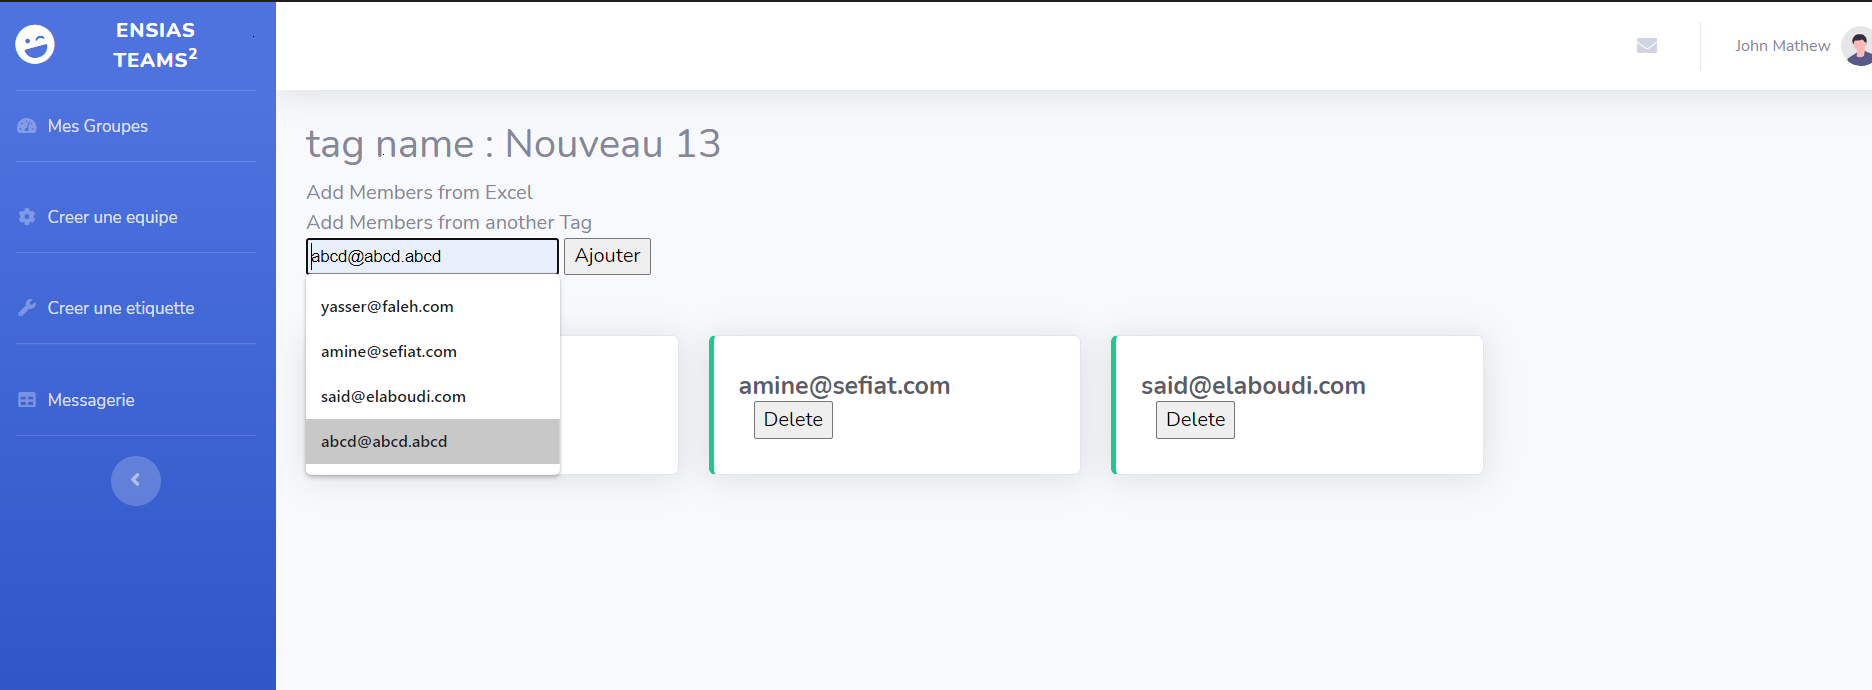 ENSIAS
TEAMS2
John Mathew
Mes Groupes
Creer une equipe
Creer une etiquette
Messagerie
tag name : Nouveau 13
Add Members from Excel
Add Members from another Tag
abcd@abcd.abcd Ajouter
yasser@faleh.com
amine@sefiat.com
said@elaboudi.com
abcd@abcd.abcd
amine@sefiat.com
Delete
said@elaboudi.com
Delete